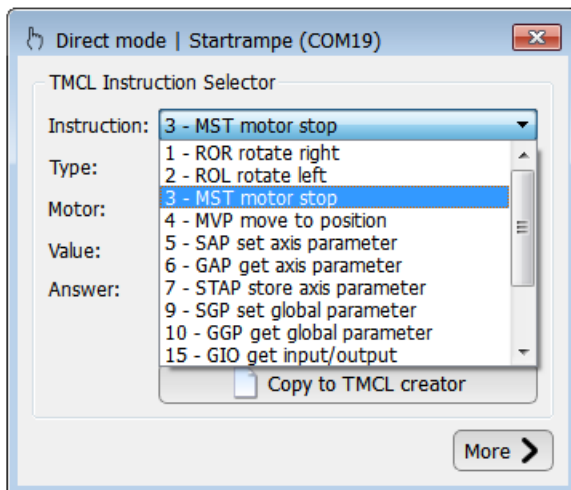 Direct mode | Startrampe (COM19)
TMCL Instruction Selector
Instruction: 3 - MST motor stop
Type:
Motor:
Value:
Answer:
1 - ROR rotate right
2 - ROL rotate left
3 - MST motor stop
4 - MVP move to position
5 - SAP set axis parameter
6 - GAP get axis parameter
7 - STAP store axis parameter
9 - SGP set global parameter
10 - GGP get global parameter
15 - GIO get input/output
Copy to TMCL creator
More